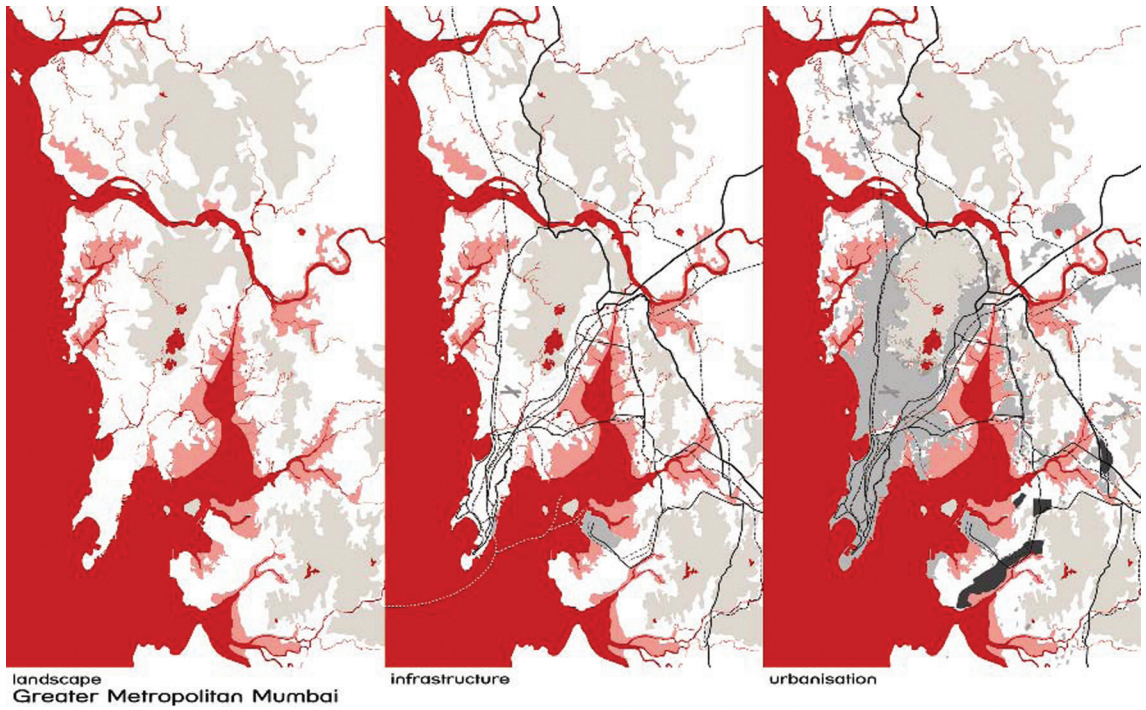 landscape
Greater Metropolitan Mumbai
infrastructure
urbanisation